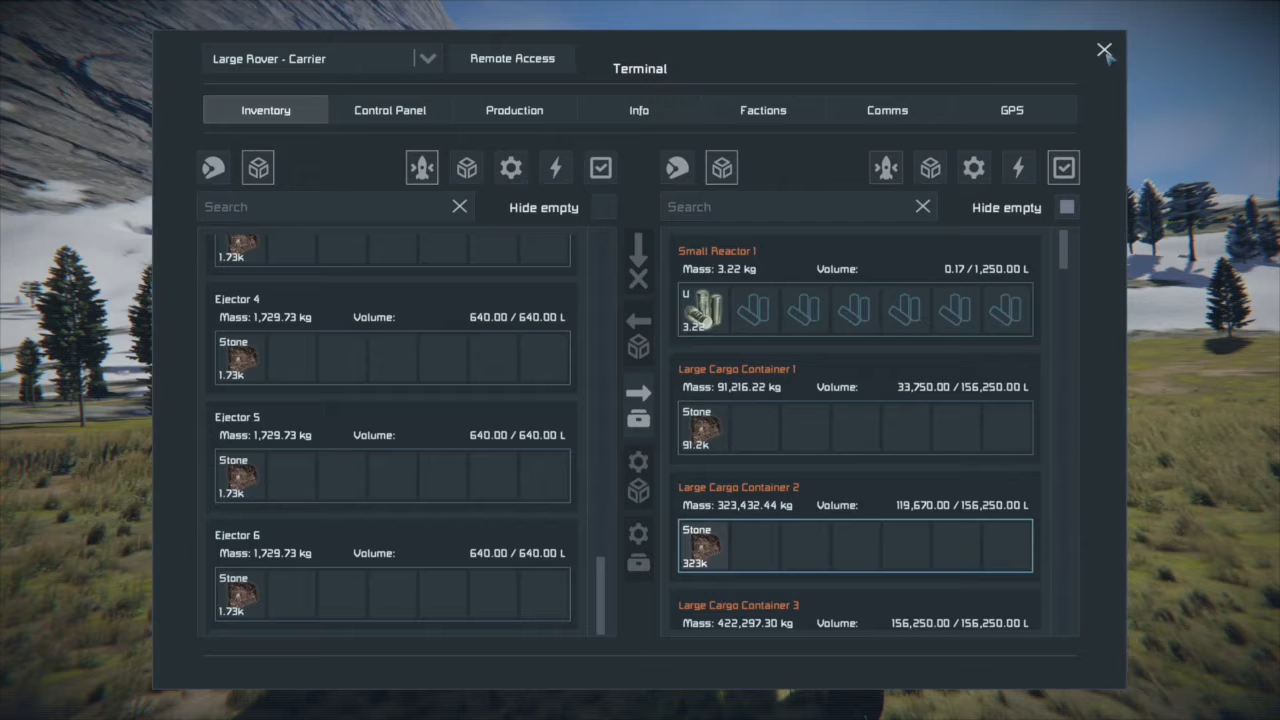 Large Rover - Carrier
Remote Access
Terminal
Inventory
Control Panel
Production
Info
Factions
Comms
GPS
Search
Hide empty
1.73k
Ejector 4
Mass: 1,729.73 kg Volume: 640.00 / 640.00 L
Stone
1.73k
Ejector 5
Mass: 1,729.73 kg Volume: 640.00 / 640.00 L
Stone
1.73k
Ejector 6
Mass: 1,729.73 kg Volume: 640.00 / 640.00 L
Stone
1.73k
Search
Hide empty
Small Reactor 1
Mass: 3.22 kg Volume: 0.17 / 1,250.00 L
U
3.22
Large Cargo Container 1
Mass: 91,216.22 kg Volume: 33,750.00 / 156,250.00 L
Stone
91.2k
Large Cargo Container 2
Mass: 323,432.44 kg Volume: 119,670.00 / 156,250.00 L
Stone
323k
Large Cargo Container 3
Mass: 422,297.30 kg Volume: 156,250.00 / 156,250.00 L